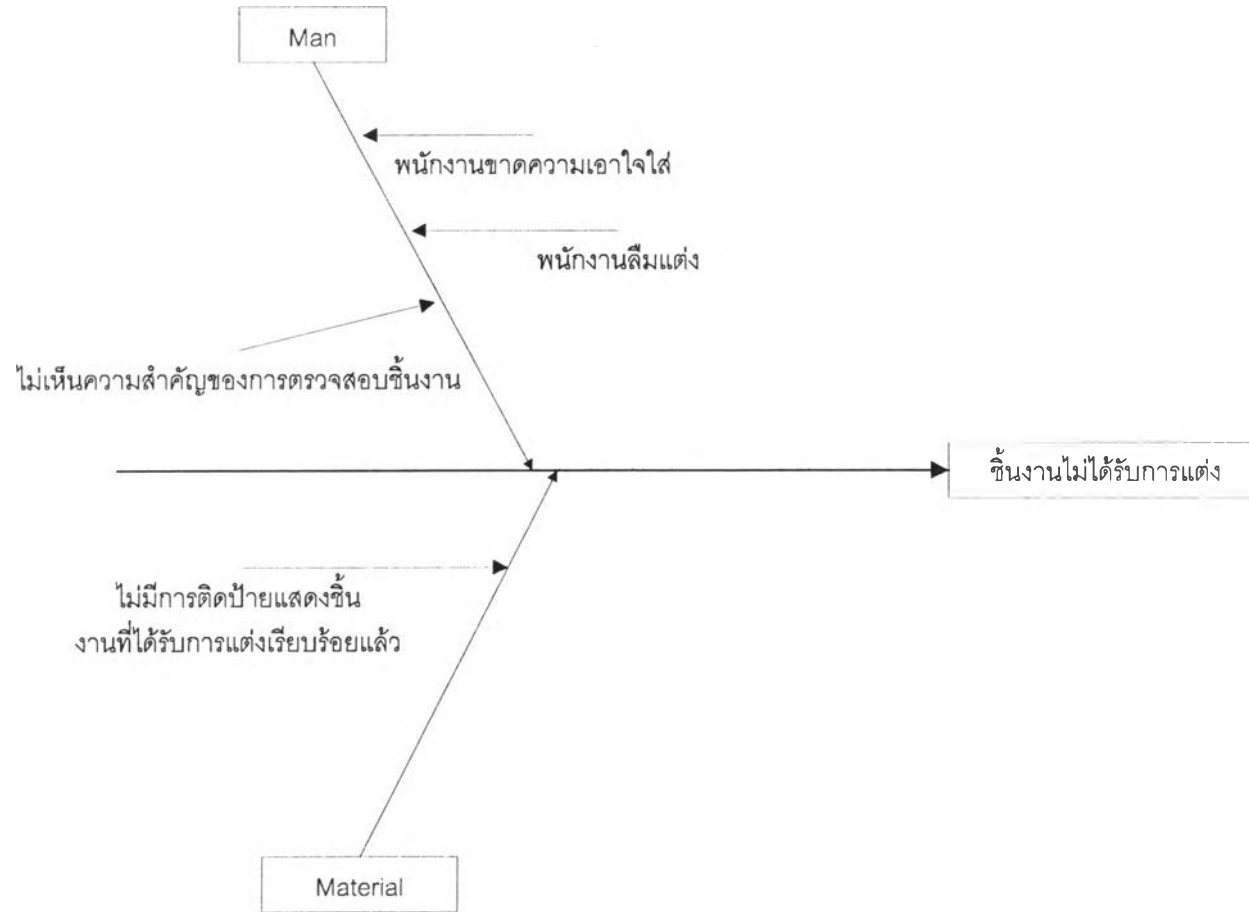 Man
พนักงานขาดความเอาใจใส่
พนักงานลืมแต่ง
ไม่เห็นความสำคัญของการตรวจสอบชิ้นงาน
ชิ้นงานไม่ได้รับการแต่ง
ไม่มีการติดป้ายแสดงชิ้น
งานที่ได้รับการแต่งเรียบร้อยแล้ว
Material